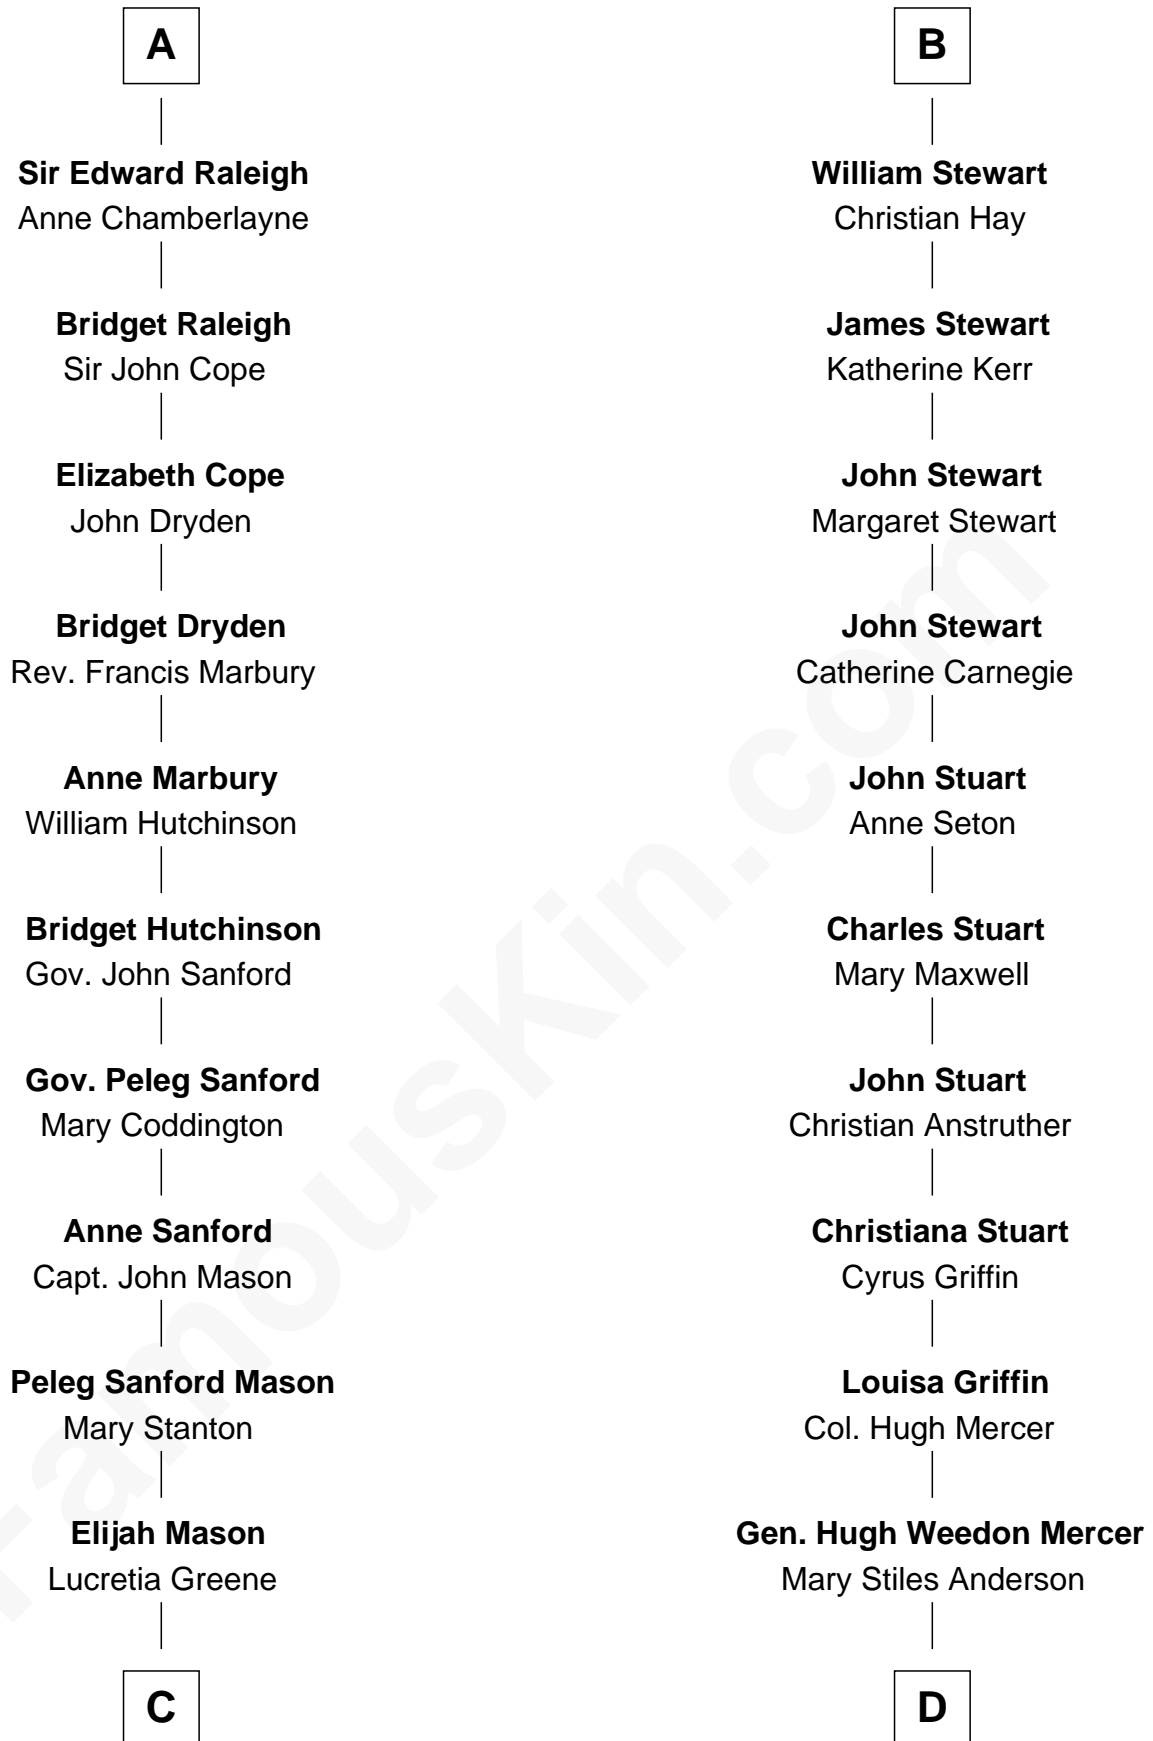 A
Sir Edward Raleigh
Anne Chamberlayne
Bridget Raleigh
Sir John Cope
Elizabeth Cope
John Dryden
Bridget Dryden
Rev. Francis Marbury
Anne Marbury
William Hutchinson
Bridget Hutchinson
Gov. John Sanford
Gov. Peleg Sanford
Mary Coddington
Anne Sanford
Capt. John Mason
Peleg Sanford Mason
Mary Stanton
Elijah Mason
Lucretia Greene
C
B
William Stewart
Christian Hay
James Stewart
Katherine Kerr
John Stewart
Margaret Stewart
John Stewart
Catherine Carnegie
John Stuart
Anne Seton
Charles Stuart
Mary Maxwell
John Stuart
Christian Anstruther
Christiana Stuart
Cyrus Griffin
Louisa Griffin
Col. Hugh Mercer
Gen. Hugh Weedon Mercer
Mary Stiles Anderson
D
FamousKin.com